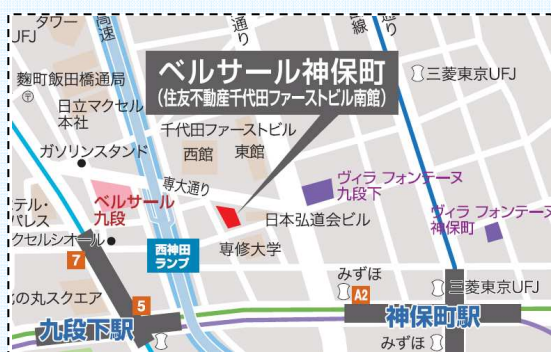 タワー
UFJ
高速
通り
通り
麴町飯田橋通局
〒
日立マクセル
本社
ガソリンスタンド
ベルサール神保町
(住友不動産千代田ファーストビル南館)
三菱東京UFJ
千代田ファーストビル
西館
東館
専大通り
ヴィラ フォンテーヌ
九段下
ヴィラ フォンテーヌ
神保町
テル・
パレス
ベルサール
九段
クセルシオール
西神田
ランプ
日本弘道会ビル
専修大学
7
5
の丸スクエア
九段下駅
みずほ
A2
神保町駅
三菱東京UFJ
みずほ